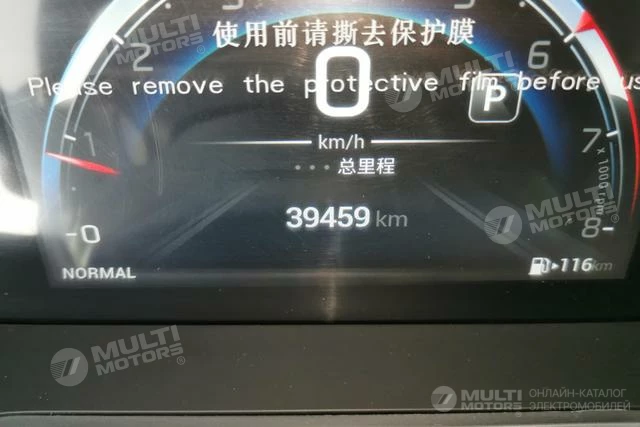 使用前请撕去保护膜
Please remove the protective film before us
0
P
km/h
总里程
39459 km
NORMAL
116km
2
6
1
7
0
8
x 1000 rpm
MULTI MOTORS
MULTI MOTORS
MULTI MOTORS
MULTI MOTORS
MULTI MOTORS
ОНЛАЙН-КАТАЛОГ
ЭЛЕКТРОМОБИЛЕЙ